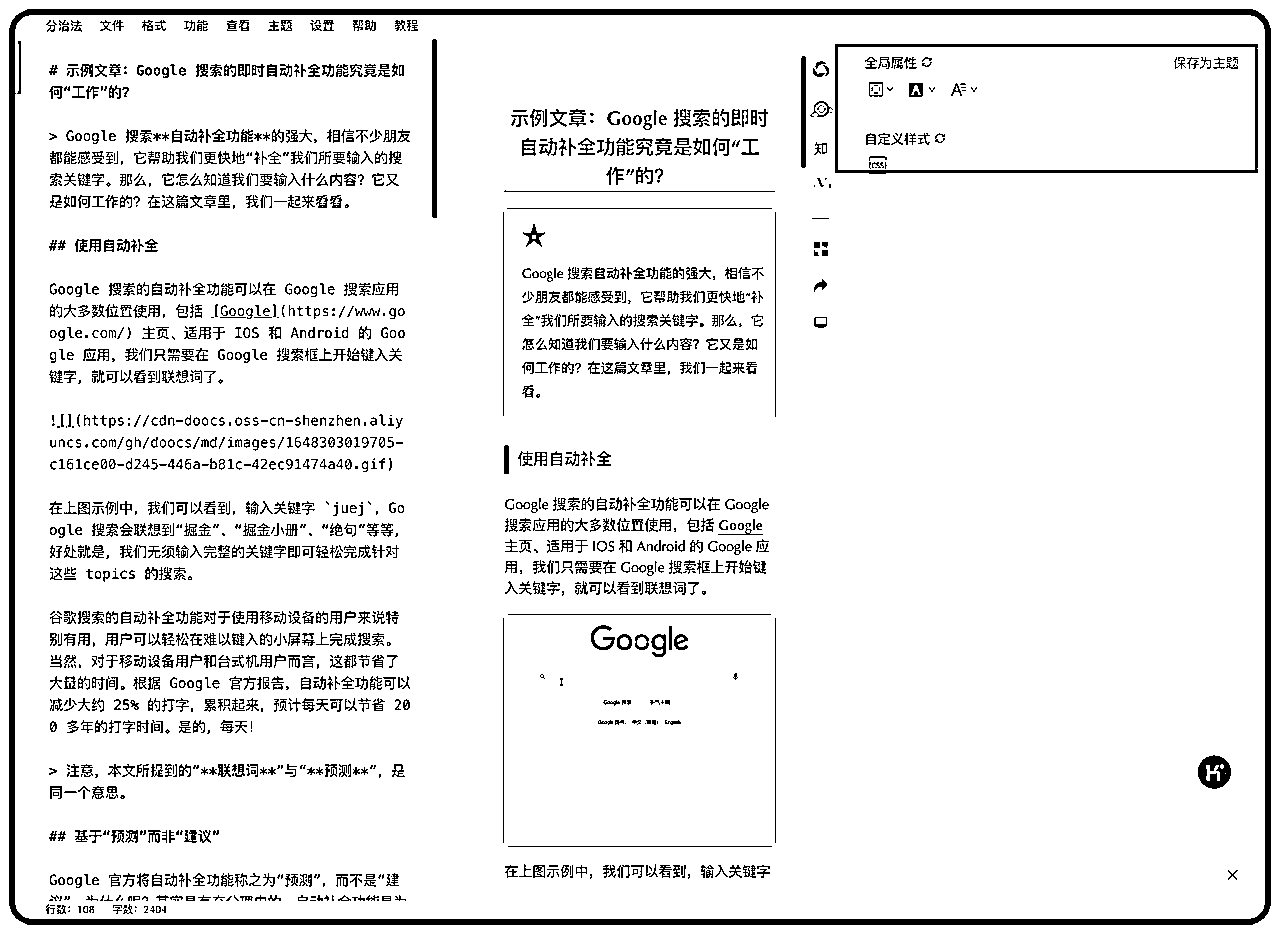 分治法 文件 格式 功能 查看 主题 设置 帮助 教程
# 示例文章：Google 搜索的即时自动补全功能究竟是如
何“工作”的？
> Google 搜索**自动补全功能**的强大，相信不少朋友
都能感受到，它帮助我们更快地“补全”我们所要输入的搜
索关键字。那么，它怎么知道我们要输入什么内容？它又
是如何工作的？在这篇文章里，我们一起来看看。
## 使用自动补全
Google 搜索的自动补全功能可以在 Google 搜索应用
的大多数位置使用，包括 [Google](https://www.go
ogle.com/) 主页、适用于 IOS 和 Android 的 Goo
gle 应用，我们只需要在 Google 搜索框上开始键入关
键字，就可以看到联想词了。
![](https://cdn-doocs.oss-cn-shenzhen.aliy
uncs.com/gh/doocs/md/images/1648303019705-
c161ce00-d245-446a-b81c-42ec91474a40.gif)
在上图示例中，我们可以看到，输入关键字 `juej`，Go
ogle 搜索会联想到“掘金”、“掘金小册”、“绝句”等等，
好处就是，我们无须输入完整的关键字即可轻松完成针对
这些 topics 的搜索。
谷歌搜索的自动补全功能对于使用移动设备的用户来说特
别有用，用户可以轻松在难以键入的小屏幕上完成搜索。
当然，对于移动设备用户和台式机用户而言，这都节省了
大量的时间。根据 Google 官方报告，自动补全功能可以
减少大约 25% 的打字，累积起来，预计每天可以节省 20
0 多年的打字时间。是的，每天！
> 注意，本文所提到的“**联想词**”与“**预测**”，是
同一个意思。
## 基于“预测”而非“建议”
Google 官方将自动补全功能称之为“预测”，而不是“建
议”，为什么呢？其实是有充分理由的。自动补全功能是为
行数：108 字数：2404
示例文章：Google 搜索的即时
自动补全功能究竟是如何“工
作”的？
Google 搜索自动补全功能的强大，相信不
少朋友都能感受到，它帮助我们更快地“补
全”我们所要输入的搜索关键字。那么，它
怎么知道我们要输入什么内容？它又是如
何工作的？在这篇文章里，我们一起来看
看。
使用自动补全
Google 搜索的自动补全功能可以在 Google
搜索应用的大多数位置使用，包括 Google
主页、适用于 IOS 和 Android 的 Google 应
用，我们只需要在 Google 搜索框上开始键
入关键字，就可以看到联想词了。
Google
Google 搜索
English
在上图示例中，我们可以看到，输入关键字
知
全局属性 保存为主题
A A
自定义样式
css